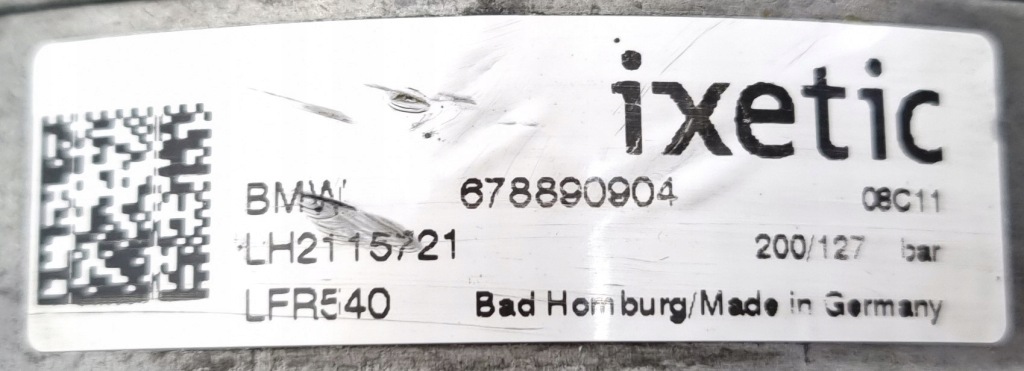 ixetic
BMW 678890904 08C11
LH2115721
200/127 bar
LFR540 Bad Homburg/Made in Germany